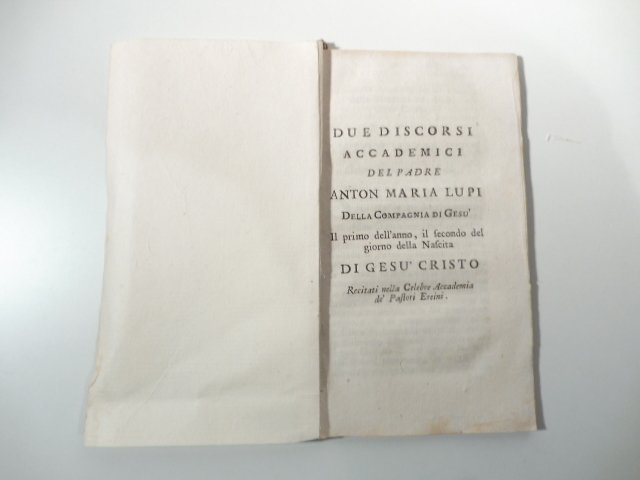 DUE DISCORSI
ACCADEMICI
DEL PADRE
ANTON MARIA LUPI
DELLA COMPAGNIA DI GESU'
Il primo dell'anno, il secondo del
giorno della Nascita
DI GESU' CRISTO
Recitati nella Celebre Accademia
de' Pastori Ereini.